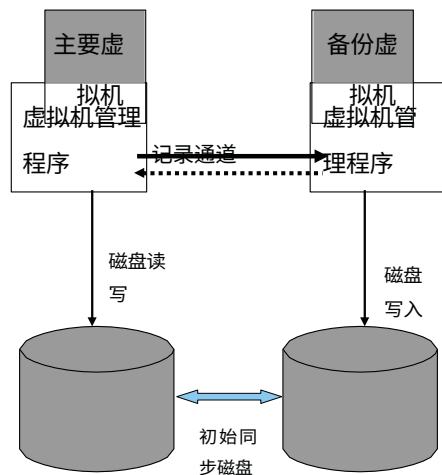 主要虚
拟机
备份虚
拟机
虚拟机管理
程序
虚拟机管
理程序
记录通道
磁盘读
写
磁盘
写入
初始同
步磁盘